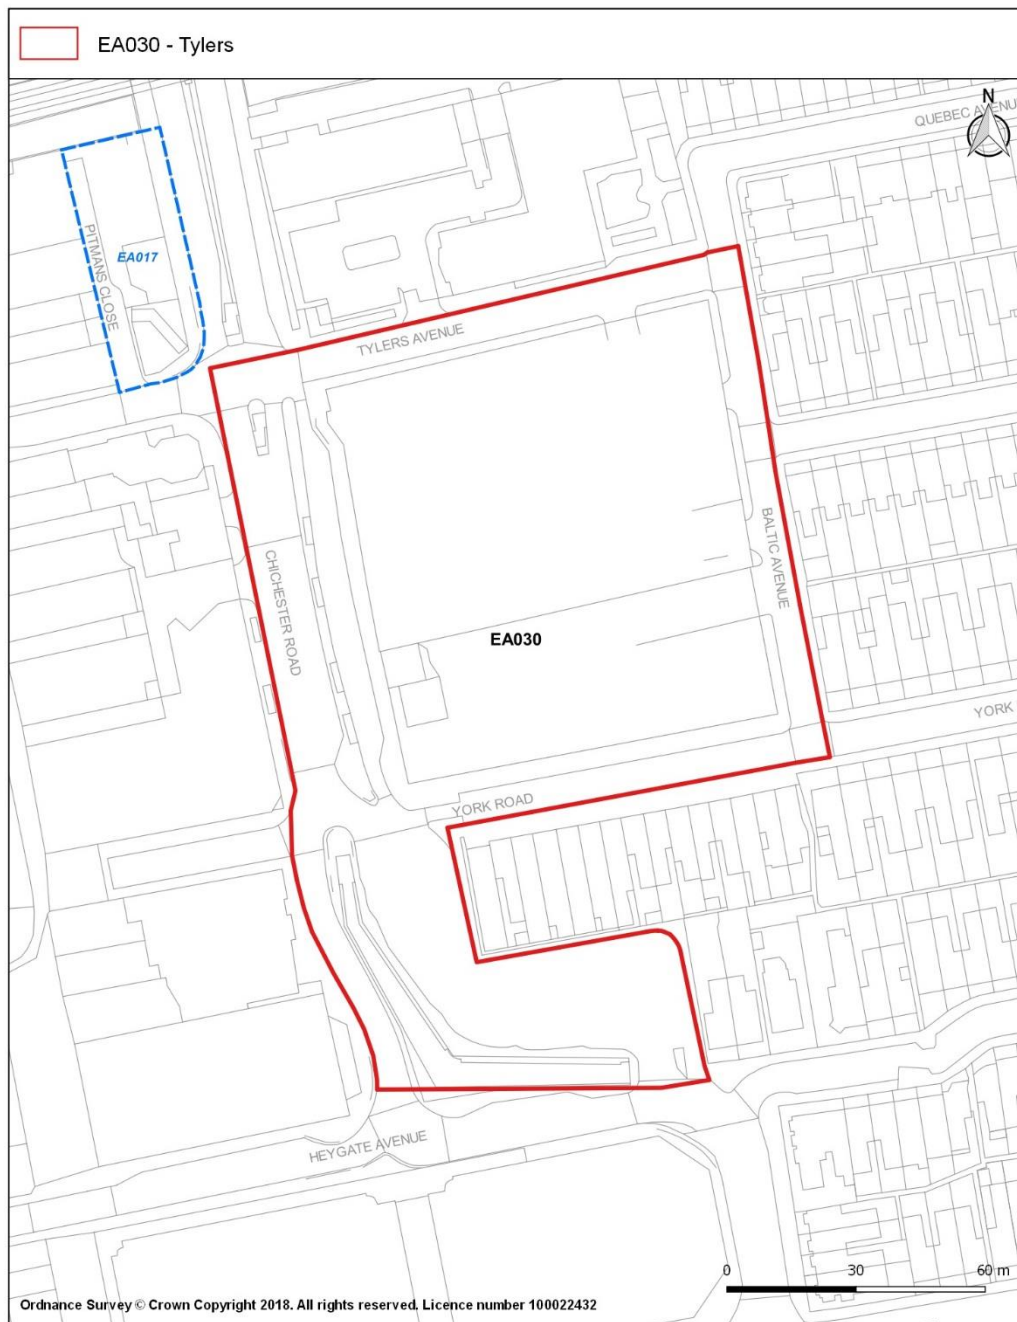 EA030 - Tylers
N
QUEBEC AVENU
PITMANS CLOSE
EA017
TYLERS AVENUE
CHICHESTER ROAD
BALTIC AVENUE
EA030
YORK
YORK ROAD
HEYGATE AVENUE
0 30 60 m
Ordnance Survey © Crown Copyright 2018. All rights reserved. Licence number 100022432